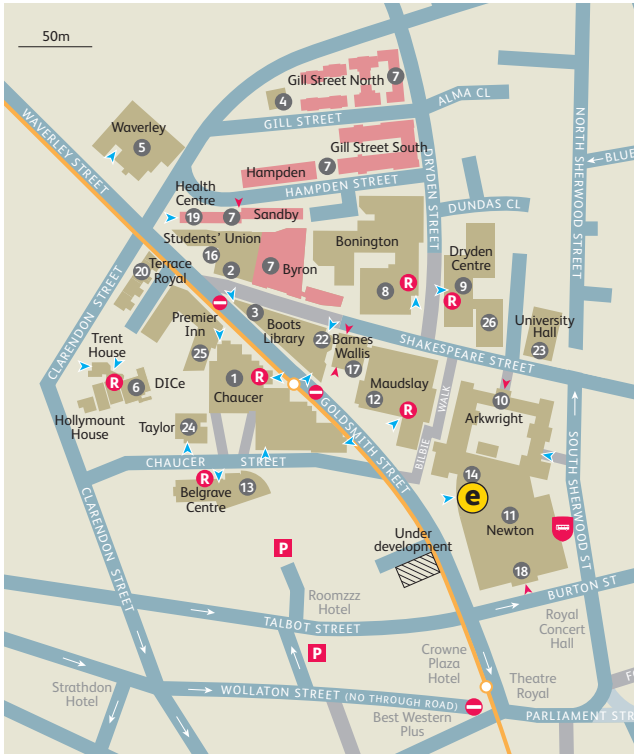 50m
Gill Street North
7
4
ALMA CL
GILL STREET
WAVERLEY STREET
Waverley
5
Gill Street South
7
Hampden
HAMPDEN STREET
DRYDEN STREET
NORTH SHERWOOD STREET
BLUE
Health
Centre
19
7
Sandby
DUNDAS CL
Students' Union
16
2
7
Byron
Bonington
8
R
Dryden
Centre
9
R
26
20
Terrace
Royal
CLARENDON STREET
3
Boots
Library
Premier
Inn
25
22
Barnes
Wallis
17
SHAKESPEARE STREET
University
Hall
23
Trent
House
R
6
DICe
Hollymount
House
1
R
Chaucer
Maudslay
12
R
BILBIE WALK
10
Arkwright
Taylor
24
GOLDSMITH STREET
CHAUCER STREET
R
13
Belgrave
Centre
14
e
11
Newton
18
SOUTH SHERWOOD ST
CLARENDON STREET
P
Under
development
BURTON ST
Roomzzz
Hotel
TALBOT STREET
Royal
Concert
Hall
P
Crowne
Plaza
Hotel
Theatre
Royal
Strathdon
Hotel
WOLLATON STREET (NO THROUGH ROAD)
Best Western
Plus
PARLIAMENT STR